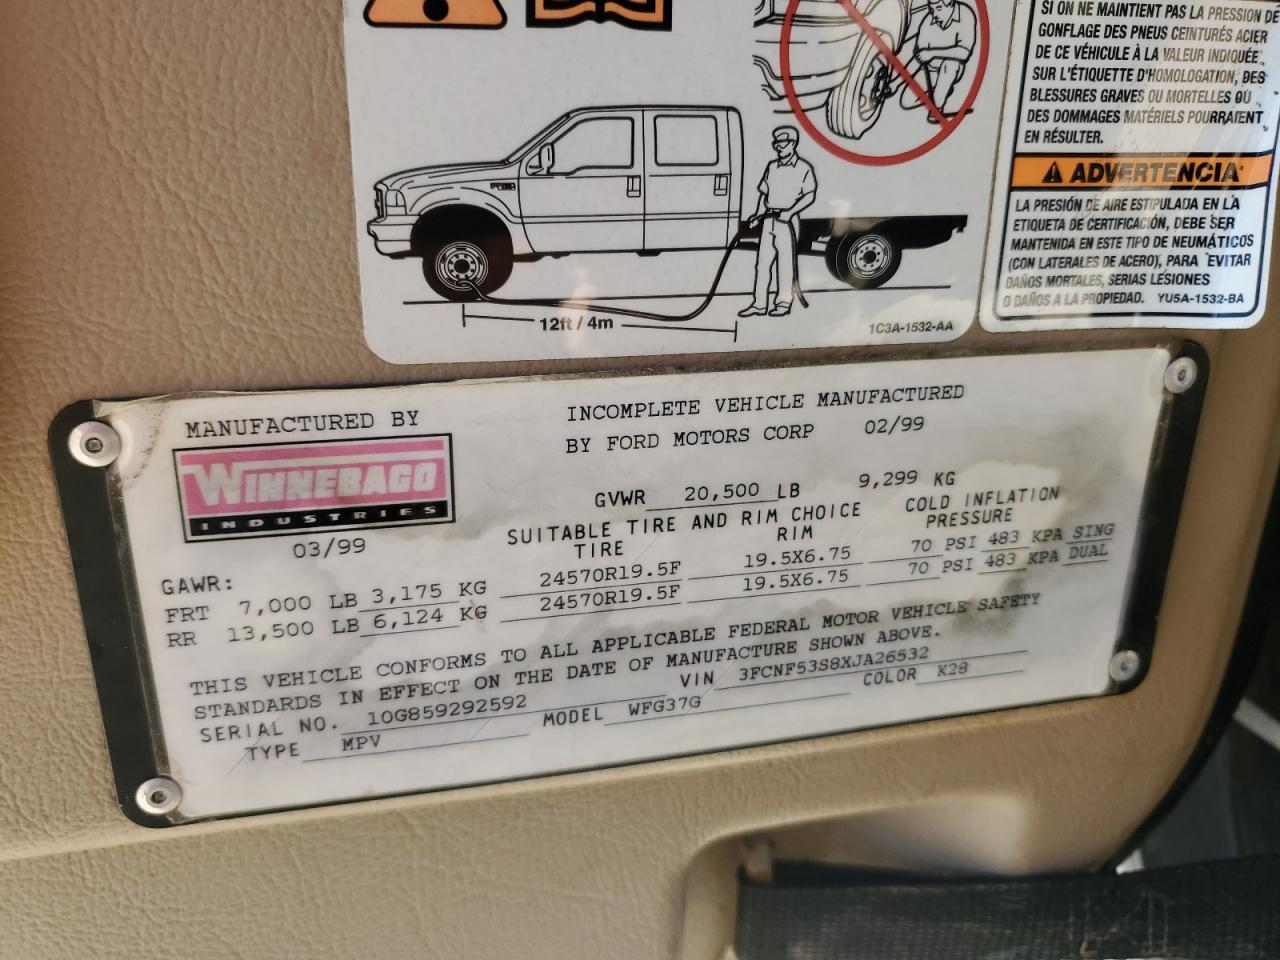 SI ON NE MAINTIENT PAS LA PRESSION DE
GONFLAGE DES PNEUS CEINTURÉS ACIER
DE CE VÉHICULE À LA VALEUR INDIQUÉE
SUR L'ÉTIQUETTE D'HOMOLOGATION, DES
BLESSURES GRAVES OU MORTELLES OU
DES DOMMAGES MATÉRIELS POURRAIENT
EN RÉSULTER.
ADVERTENCIA
LA PRESIÓN DE AIRE ESTIPULADA EN LA
ETIQUETA DE CERTIFICACIÓN, DEBE SER
MANTENIDA EN ESTE TIPO DE NEUMÁTICOS
(CON LATERALES DE ACERO), PARA EVITAR
DAÑOS MORTALES, SERIAS LESIONES
O DAÑOS A LA PROPIEDAD. YU5A-1532-BA
12ft / 4m
1C3A-1532-AA
MANUFACTURED BY
WINNEBAGO
INDUSTRIES
03/99
INCOMPLETE VEHICLE MANUFACTURED
BY FORD MOTORS CORP 02/99
GVWR 20,500 LB 9,299 KG
SUITABLE TIRE AND RIM CHOICE COLD INFLATION
TIRE RIM PRESSURE
GAWR:
FRT 7,000 LB 3,175 KG 24570R19.5F 19.5X6.75 70 PSI 483 KPA SING
RR 13,500 LB 6,124 KG 24570R19.5F 19.5X6.75 70 PSI 483 KPA DUAL
THIS VEHICLE CONFORMS TO ALL APPLICABLE FEDERAL MOTOR VEHICLE SAFETY
STANDARDS IN EFFECT ON THE DATE OF MANUFACTURE SHOWN ABOVE.
SERIAL NO. 10G859292592 VIN 3FCNF53S8XJA26532
TYPE MPV MODEL WFG37G COLOR K28